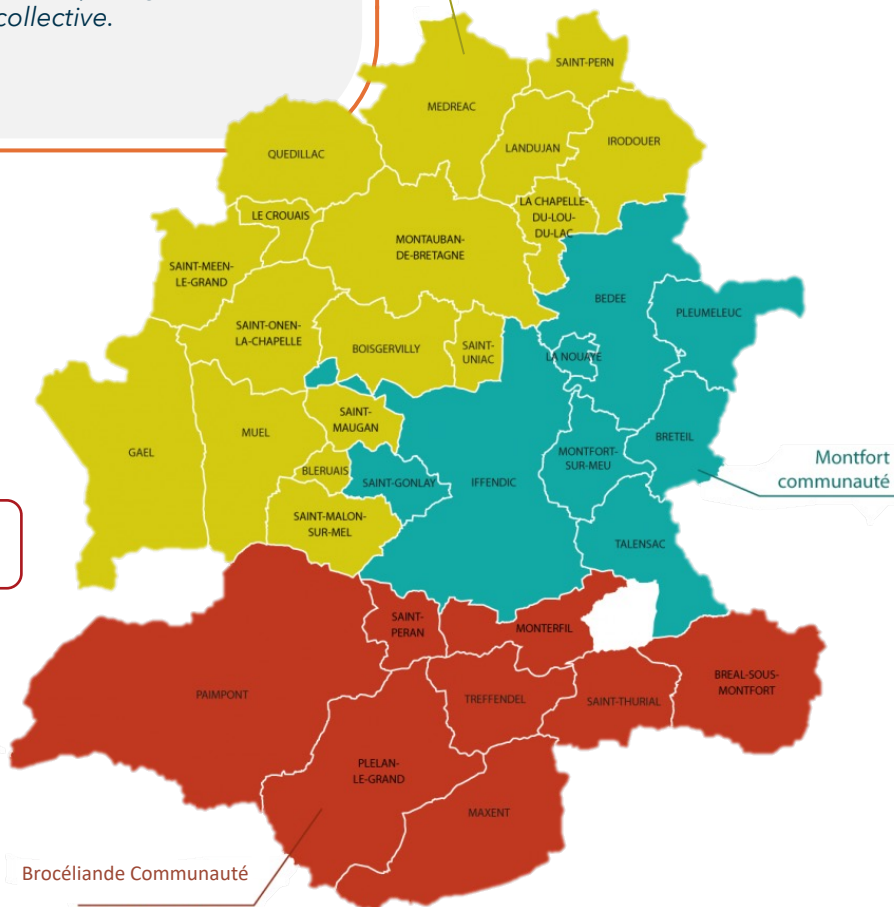 collective.
SAINT-PERN
MEDREAC
IRODOUER
LANDUJAN
QUEDILLAC
LA CHAPELLE-
DU-LOU-
DU-LAC
LE CROUAIS
MONTAUBAN-
DE-BRETAGNE
SAINT-MEEN-
LE-GRAND
BEDEE
PLEUMELEUC
SAINT-ONEN-
LA-CHAPELLE
BOISGERVILLY
SAINT-
UNIAC
LA NOUAYE
SAINT-
MAUGAN
MUEL
BRETEIL
GAEL
MONTFORT-
SUR-MEU
Montfort
communauté
BLERUAIS
SAINT-GONLAY
IFFENDIC
SAINT-MALON-
SUR-MEL
TALENSAC
SAINT-
PERAN
MONTERFIL
BREAL-SOUS-
MONTFORT
PAIMPONT
TREFFENDEL
SAINT-THURIAL
PLELAN-
LE-GRAND
MAXENT
Brocéliande Communauté